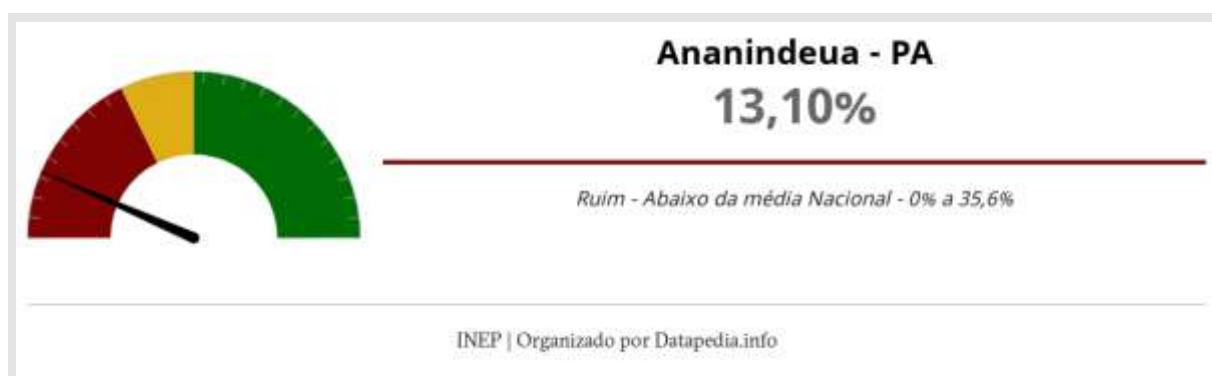 Ananindeua - PA
13,10%
Ruim - Abaixo da média Nacional - 0% a 35,6%
INEP | Organizado por Datapedia.info